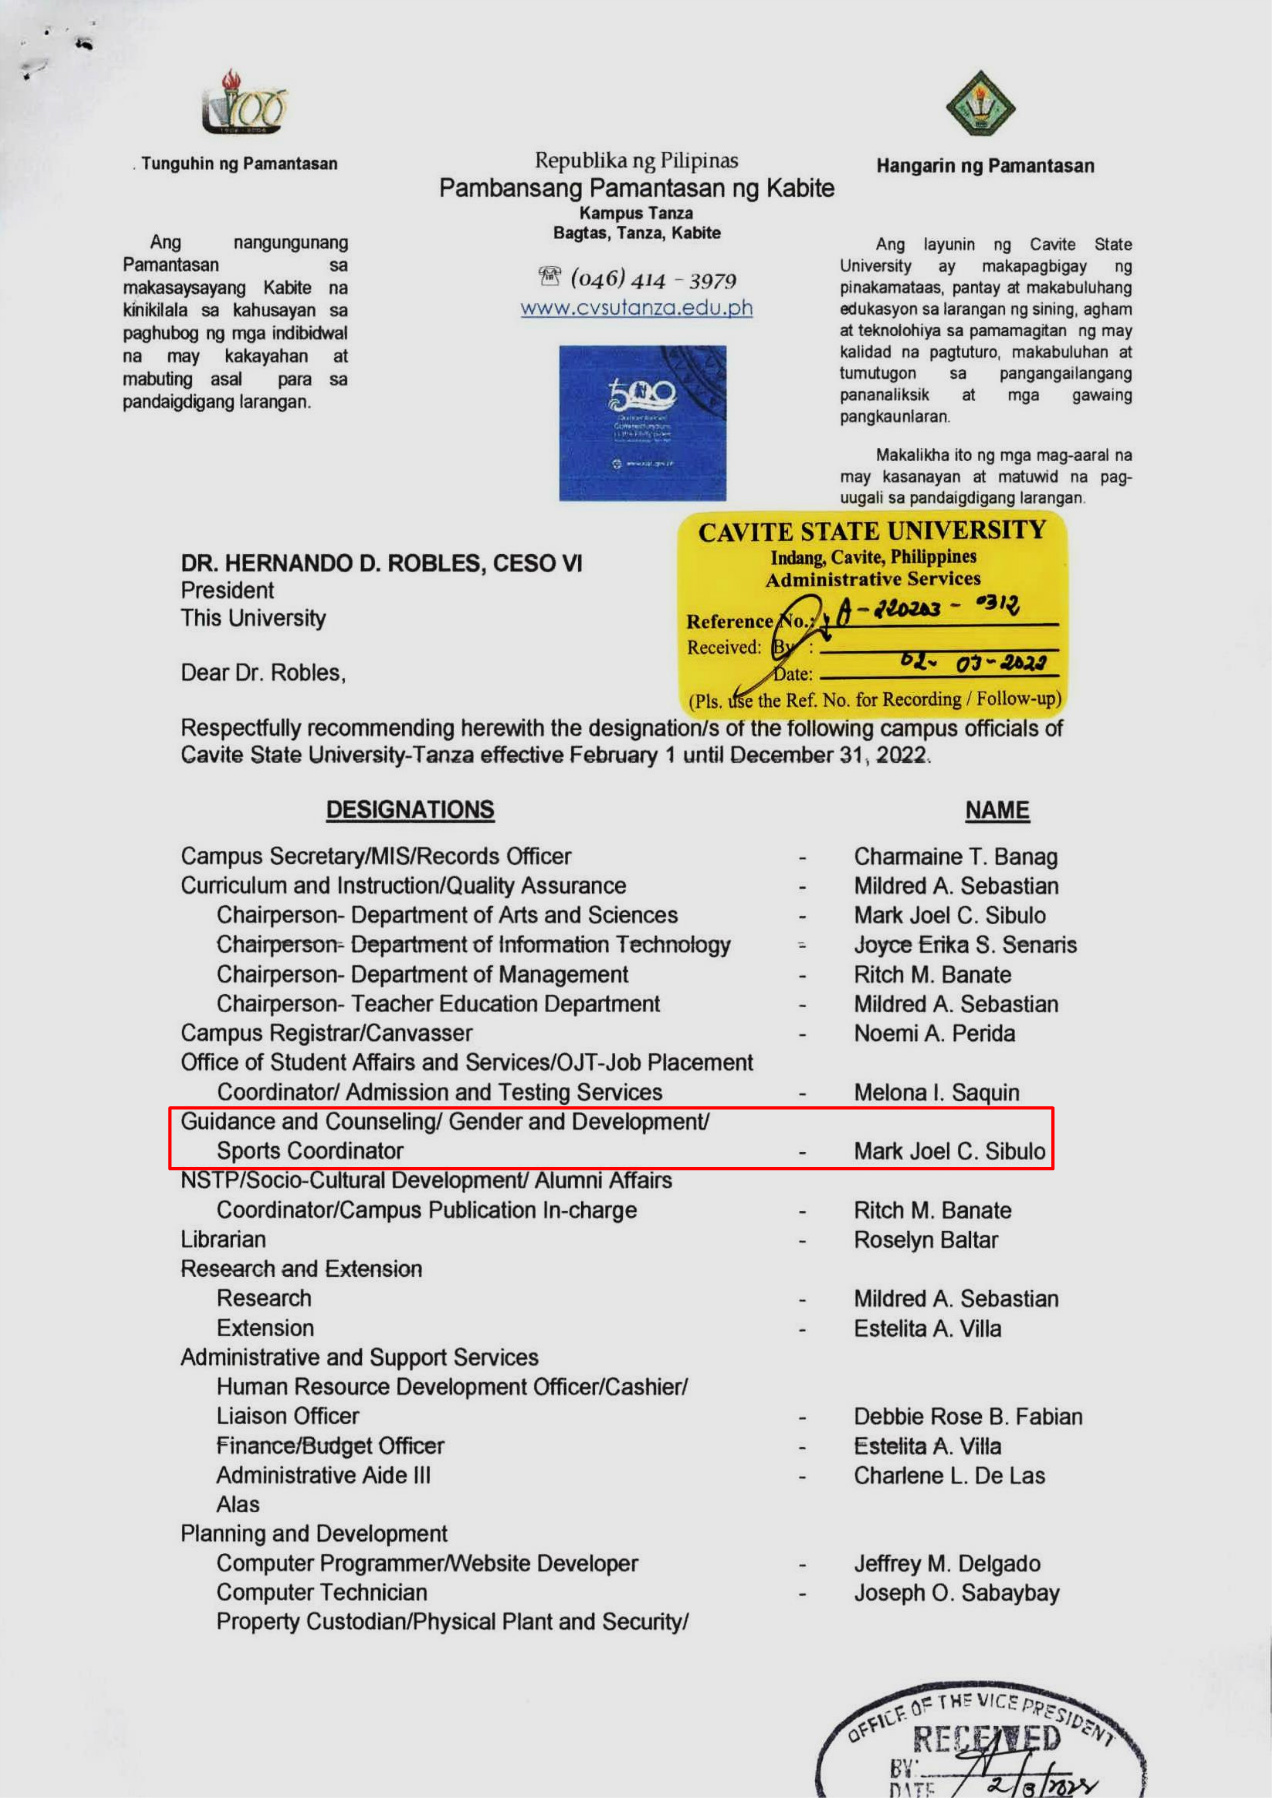 100
Tunguhin ng Pamantasan
Ang nangungunang
Pamantasan sa
makasaysayang Kabite na
kinikilala sa kahusayan sa
paghubog ng mga indibidwal
na may kakayahan at
mabuting asal para sa
pandaigdigang larangan.
Republika ng Pilipinas
Pambansang Pamantasan ng Kabite
Kampus Tanza
Bagtas, Tanza, Kabite
☏ (046) 414 – 3979
www.cvsutanza.edu.ph
500
Hangarin ng Pamantasan
Ang layunin ng Cavite State
University ay makapagbigay ng
pinakamataas, pantay at makabuluhang
edukasyon sa larangan ng sining, agham
at teknolohiya sa pamamagitan ng may
kalidad na pagtuturo, makabuluhan at
tumutugon sa pangangailangang
pananaliksik at mga gawaing
pangkaunlaran.
Makalikha ito ng mga mag-aaral na
may kasanayan at matuwid na pag-
uugali sa pandaigdigang larangan.
CAVITE STATE UNIVERSITY
Indang, Cavite, Philippines
Administrative Services
Reference No.: A-220203-0312
Received: By :
Date: 02-03-2022
(Pls. use the Ref. No. for Recording / Follow-up)
DR. HERNANDO D. ROBLES, CESO VI
President
This University
Dear Dr. Robles,
Respectfully recommending herewith the designation/s of the following campus officials of
Cavite State University-Tanza effective February 1 until December 31, 2022.
DESIGNATIONS NAME
Campus Secretary/MIS/Records Officer - Charmaine T. Banag
Curriculum and Instruction/Quality Assurance - Mildred A. Sebastian
Chairperson- Department of Arts and Sciences - Mark Joel C. Sibulo
Chairperson- Department of Information Technology - Joyce Erika S. Senaris
Chairperson- Department of Management - Ritch M. Banate
Chairperson- Teacher Education Department - Mildred A. Sebastian
Campus Registrar/Canvasser - Noemi A. Perida
Office of Student Affairs and Services/OJT-Job Placement
Coordinator/ Admission and Testing Services - Melona I. Saquin
Guidance and Counseling/ Gender and Development/
Sports Coordinator - Mark Joel C. Sibulo
NSTP/Socio-Cultural Development/ Alumni Affairs
Coordinator/Campus Publication In-charge - Ritch M. Banate
Librarian - Roselyn Baltar
Research and Extension
Research - Mildred A. Sebastian
Extension - Estelita A. Villa
Administrative and Support Services
Human Resource Development Officer/Cashier/
Liaison Officer - Debbie Rose B. Fabian
Finance/Budget Officer - Estelita A. Villa
Administrative Aide III - Charlene L. De Las
Alas
Planning and Development
Computer Programmer/Website Developer - Jeffrey M. Delgado
Computer Technician - Joseph O. Sabaybay
Property Custodian/Physical Plant and Security/
OFFICE OF THE VICE PRESIDENT
RECEIVED
BY:
DATE 2/3/2022